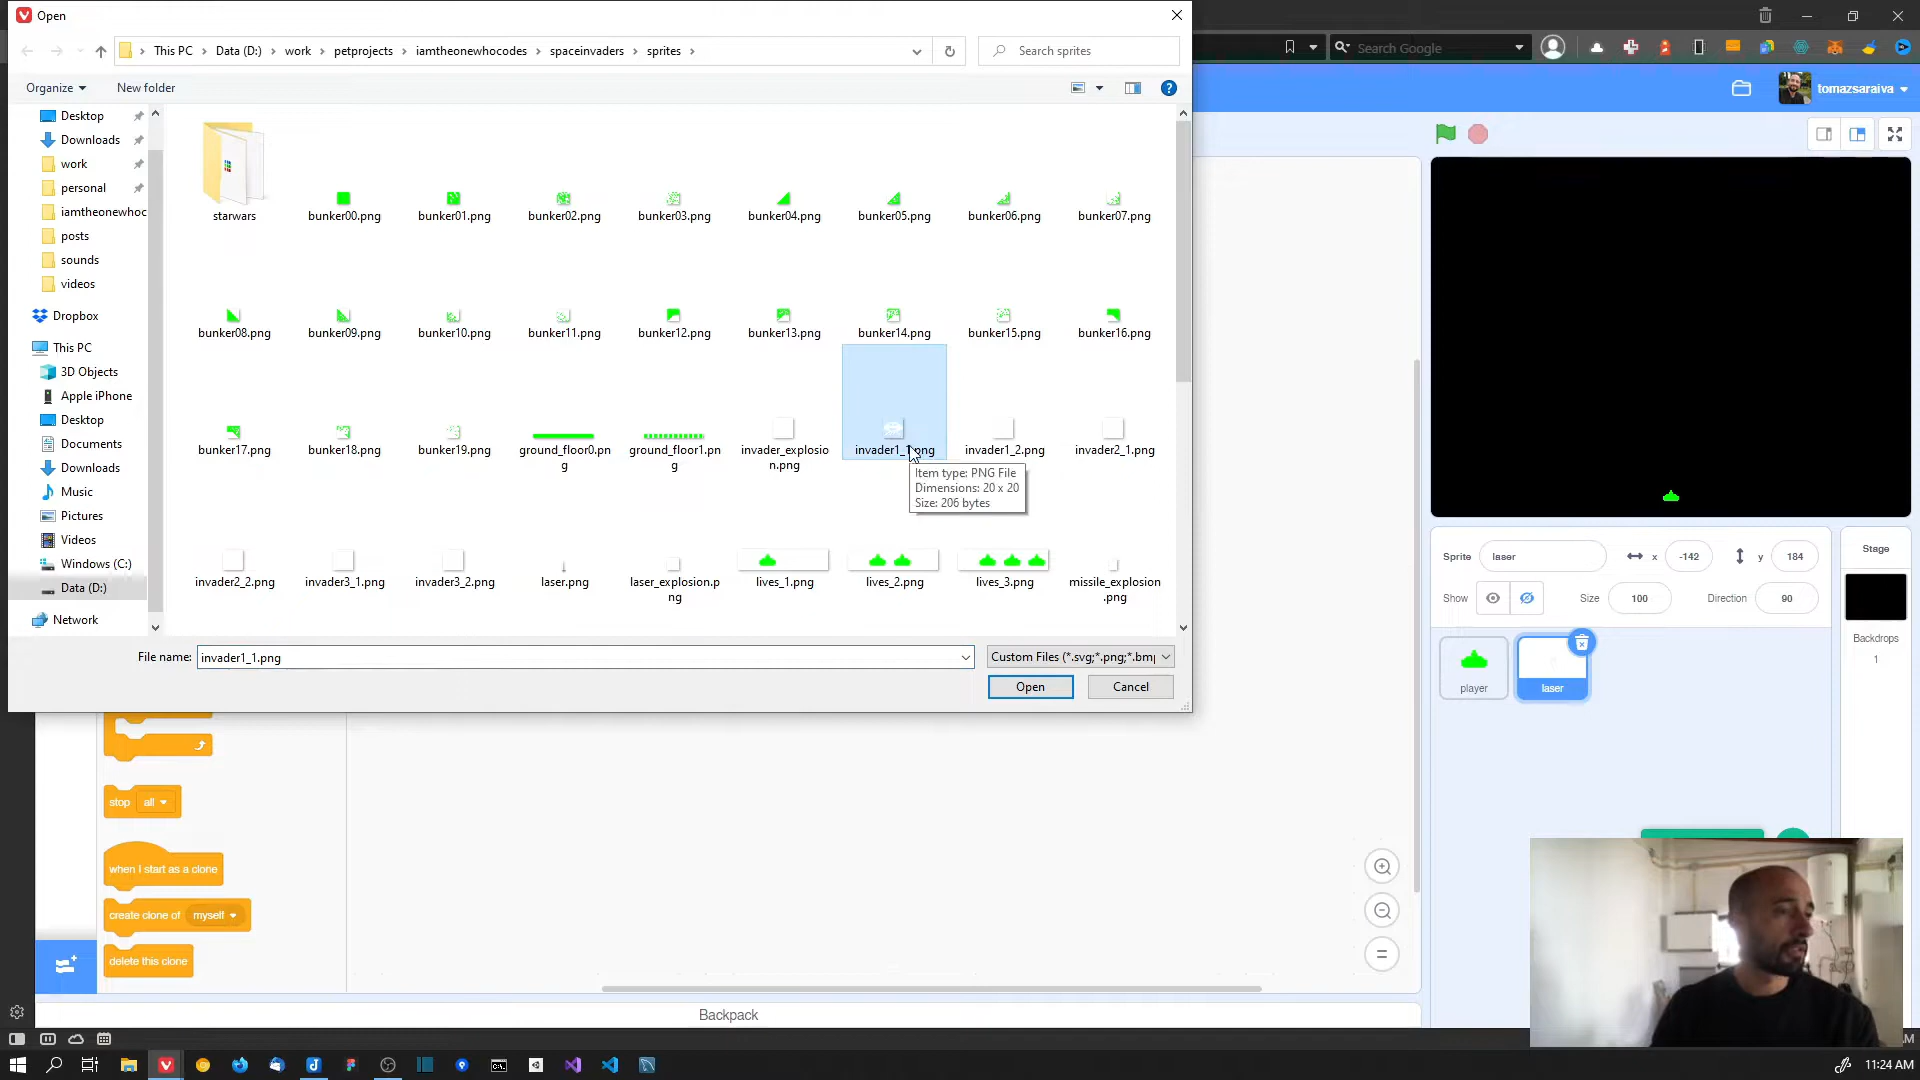 Open
This PC > Data (D:) > work > petprojects > iamtheonewhocodes > spaceinvaders > sprites >
Search sprites
Search Google
Organize
New folder
tomazsaraiva
Desktop
Downloads
work
personal
iamtheonewhoc
posts
sounds
videos
Dropbox
This PC
3D Objects
Apple iPhone
Desktop
Documents
Downloads
Music
Pictures
Videos
Windows (C:)
Data (D:)
Network
starwars
bunker00.png
bunker01.png
bunker02.png
bunker03.png
bunker04.png
bunker05.png
bunker06.png
bunker07.png
bunker08.png
bunker09.png
bunker10.png
bunker11.png
bunker12.png
bunker13.png
bunker14.png
bunker15.png
bunker16.png
bunker17.png
bunker18.png
bunker19.png
ground_floor0.pn
g
ground_floor1.pn
g
invader_explosio
n.png
invader1_1.png
invader1_2.png
invader2_1.png
Item type: PNG File
Dimensions: 20 x 20
Size: 206 bytes
invader2_2.png
invader3_1.png
invader3_2.png
laser.png
laser_explosion.p
ng
lives_1.png
lives_2.png
lives_3.png
missile_explosion
.png
File name:
invader1_1.png
Custom Files (*.svg;*.png;*.bmp
Open
Cancel
Sprite
laser
x
-142
y
184
Show
Size
100
Direction
90
player
laser
Stage
Backdrops
1
stop all
when I start as a clone
create clone of myself
delete this clone
Backpack
11:24 AM